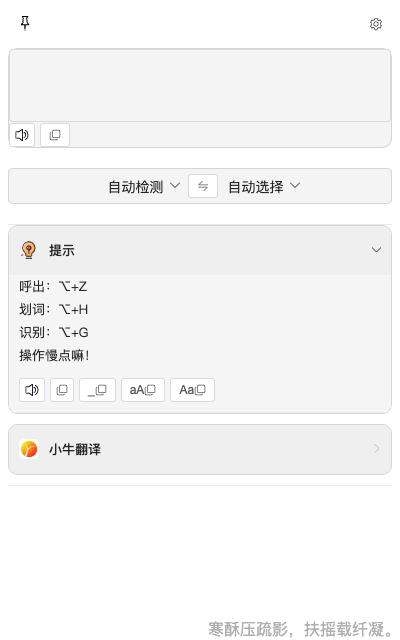 自动检测 自动选择
提示
呼出：⌥+Z
划词：⌥+H
识别：⌥+G
操作慢点嘛！
_ aA Aa
小牛翻译
寒酥压疏影，扶摇载纤凝。